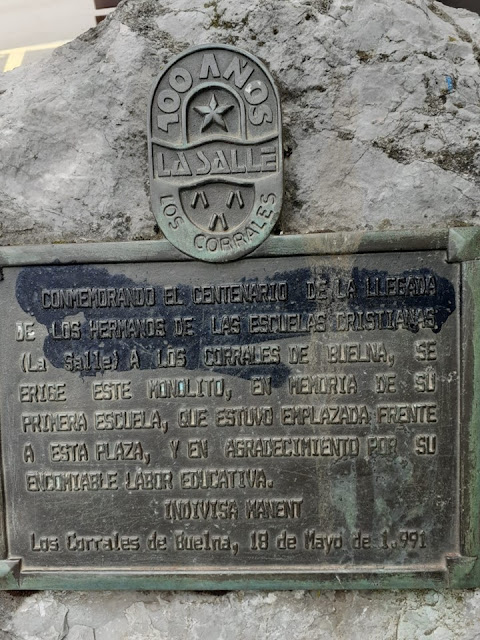 100 AÑOS
LA SALLE
LOS CORRALES
CONMEMORANDO EL CENTENARIO DE LA LLEGADA
DE LOS HERMANOS DE LAS ESCUELAS CRISTIANAS
(La Salle) A LOS CORRALES DE BUELNA, SE
ERIGE ESTE MONOLITO, EN MEMORIA DE SU
PRIMERA ESCUELA, QUE ESTUVO EMPLAZADA FRENTE
A ESTA PLAZA, Y EN AGRADECIMIENTO POR SU
ENCOMIABLE LABOR EDUCATIVA.
INDIVISA MANENT
Los Corrales de Buelna, 18 de Mayo de 1.991